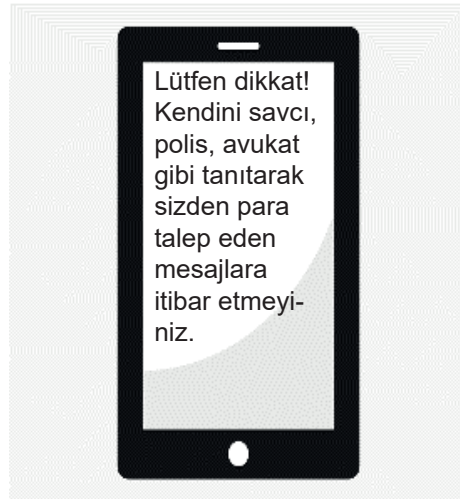 Lütfen dikkat!
Kendini savcı,
polis, avukat
gibi tanıtarak
sizden para
talep eden
mesajlara
itibar etmeyi-
niz.